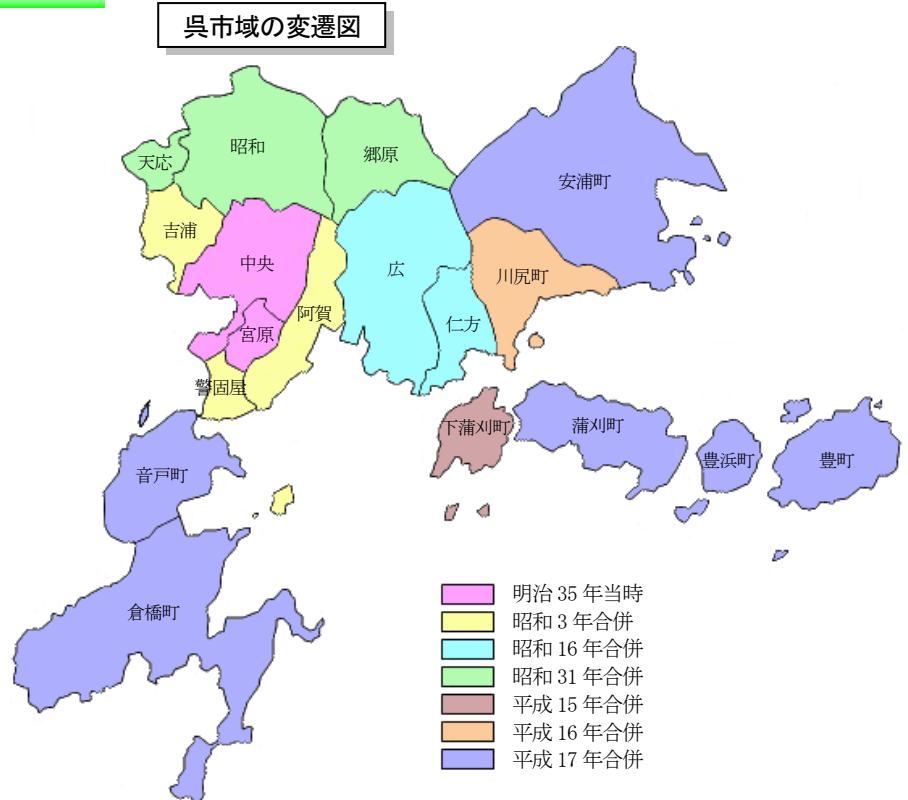 呉市域の変遷図
昭和
郷原
天応
安浦町
吉浦
中央
広
川尻町
阿賀
仁方
宮原
警固屋
下蒲刈町
蒲刈町
豊浜町
豊町
音戸町
倉橋町
明治 35 年当時
昭和 3 年合併
昭和 16 年合併
昭和 31 年合併
平成 15 年合併
平成 16 年合併
平成 17 年合併